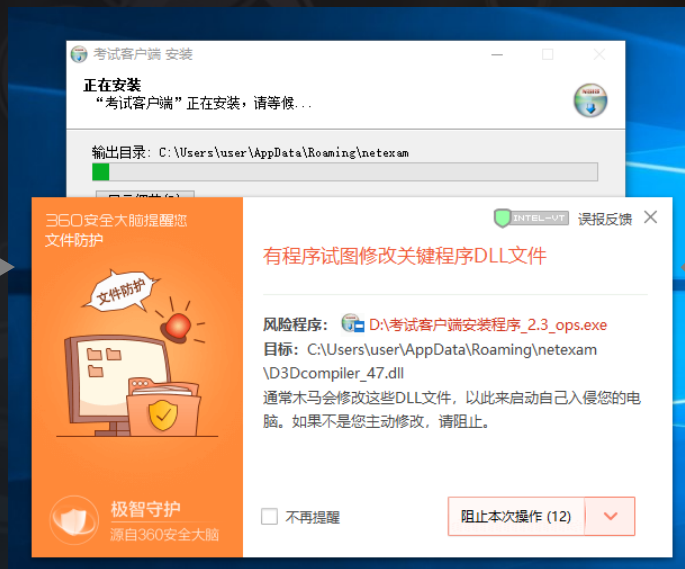 考试客户端 安装
正在安装
“考试客户端”正在安装，请等候...
输出目录: C:\Users\user\AppData\Roaming\netexam
360安全大脑提醒您
文件防护
INTEL-VT 误报反馈
有程序试图修改关键程序DLL文件
文件防护
风险程序： D:\考试客户端安装程序_2.3_ops.exe
目标：C:\Users\user\AppData\Roaming\netexam
\D3Dcompiler_47.dll
通常木马会修改这些DLL文件，以此来启动自己入侵您的电
脑。如果不是您主动修改，请阻止。
不再提醒
阻止本次操作 (12)
极智守护
源自360安全大脑